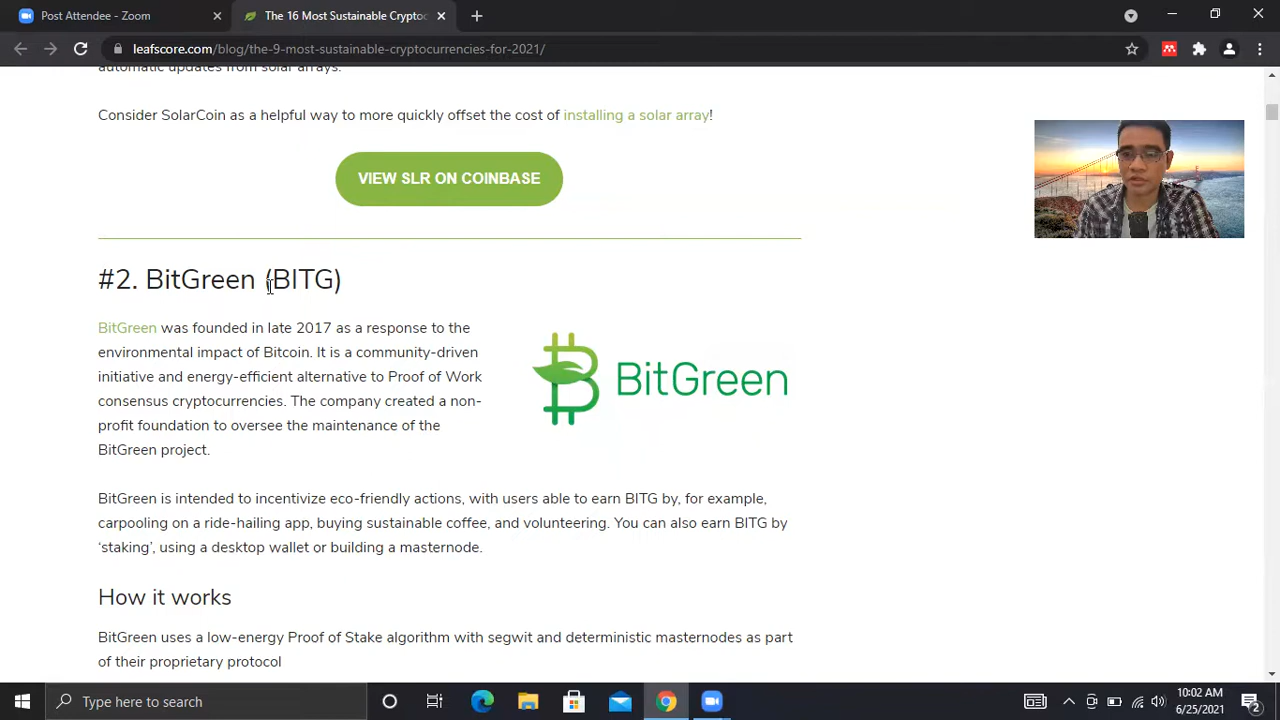 Post Attendee - Zoom
The 16 Most Sustainable Cryptoc
leafscore.com/blog/the-9-most-sustainable-cryptocurrencies-for-2021/
automatic updates from solar arrays.
Consider SolarCoin as a helpful way to more quickly offset the cost of installing a solar array!
VIEW SLR ON COINBASE
#2. BitGreen (BITG)
BitGreen was founded in late 2017 as a response to the
environmental impact of Bitcoin. It is a community-driven
initiative and energy-efficient alternative to Proof of Work
consensus cryptocurrencies. The company created a non-
profit foundation to oversee the maintenance of the
BitGreen project.
BitGreen
BitGreen is intended to incentivize eco-friendly actions, with users able to earn BITG by, for example,
carpooling on a ride-hailing app, buying sustainable coffee, and volunteering. You can also earn BITG by
‘staking’, using a desktop wallet or building a masternode.
How it works
BitGreen uses a low-energy Proof of Stake algorithm with segwit and deterministic masternodes as part
of their proprietary protocol
Type here to search
10:02 AM
6/25/2021
2